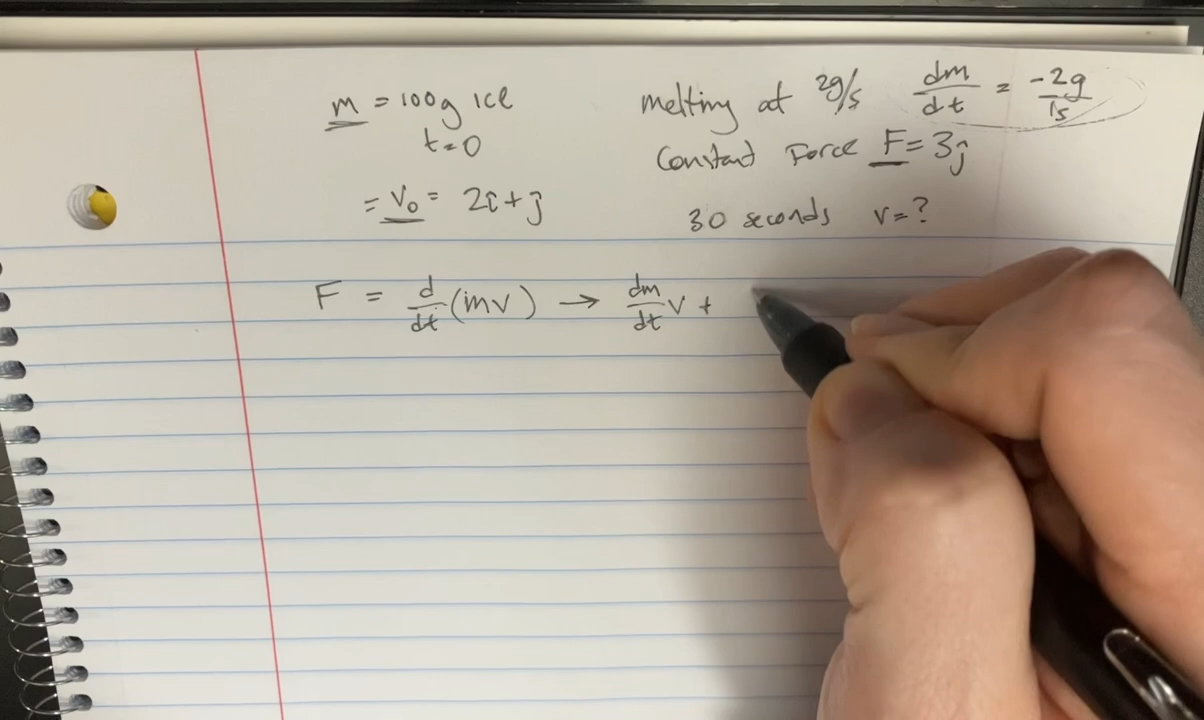 m = 100g ice
t=0
= v₀ = 2i+j
melting at 2g/s dm/dt = -2g/1s
Constant Force F=3j
30 seconds v=?
F = d/dt (mv) → dm/dt v +